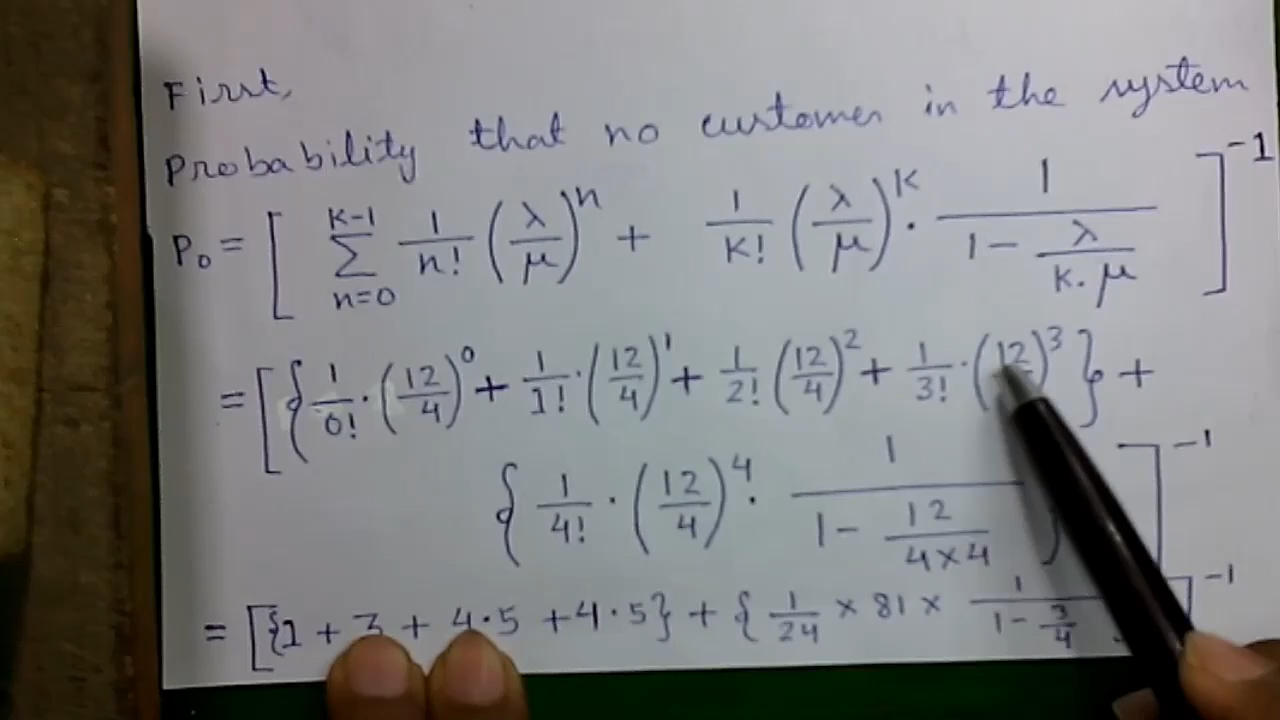 First,
Probability that no customer in the system
P₀ = [ Σ_{n=0}^{K-1} 1/n! (λ/μ)ⁿ + 1/K! (λ/μ)ᴷ · 1/(1 - λ/(K·μ)) ]⁻¹
= [ { 1/0! · (12/4)⁰ + 1/1! · (12/4)¹ + 1/2! (12/4)² + 1/3! · (12/ )³ } +
{ 1/4! · (12/4)⁴ · 1/(1 - 12/(4×4)) } ]⁻¹
= [ {1 + 3 + 4·5 + 4·5} + { 1/24 × 81 × 1/(1 - 3/4) ]⁻¹